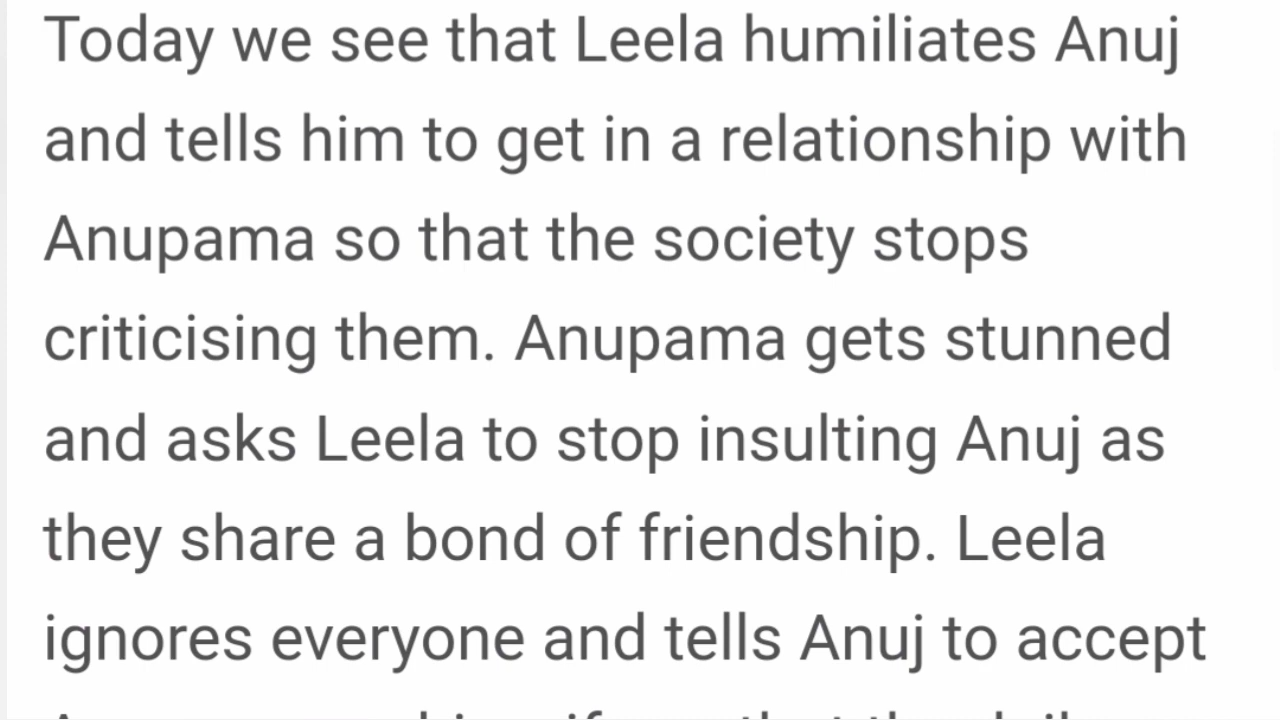 Today we see that Leela humiliates Anuj
and tells him to get in a relationship with
Anupama so that the society stops
criticising them. Anupama gets stunned
and asks Leela to stop insulting Anuj as
they share a bond of friendship. Leela
ignores everyone and tells Anuj to accept